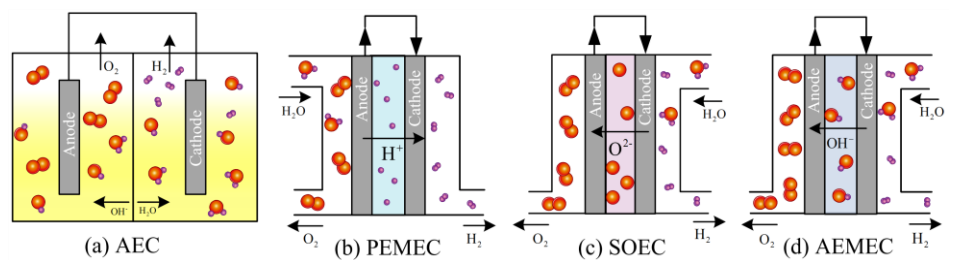 O₂
H₂
Anode
Cathode
OH⁻
H₂O
(a) AEC
H₂O
Anode
Cathode
H⁺
O₂
H₂
(b) PEMEC
Anode
Cathode
H₂O
O²⁻
O₂
H₂
(c) SOEC
Anode
Cathode
H₂O
OH⁻
O₂
H₂
(d) AEMEC